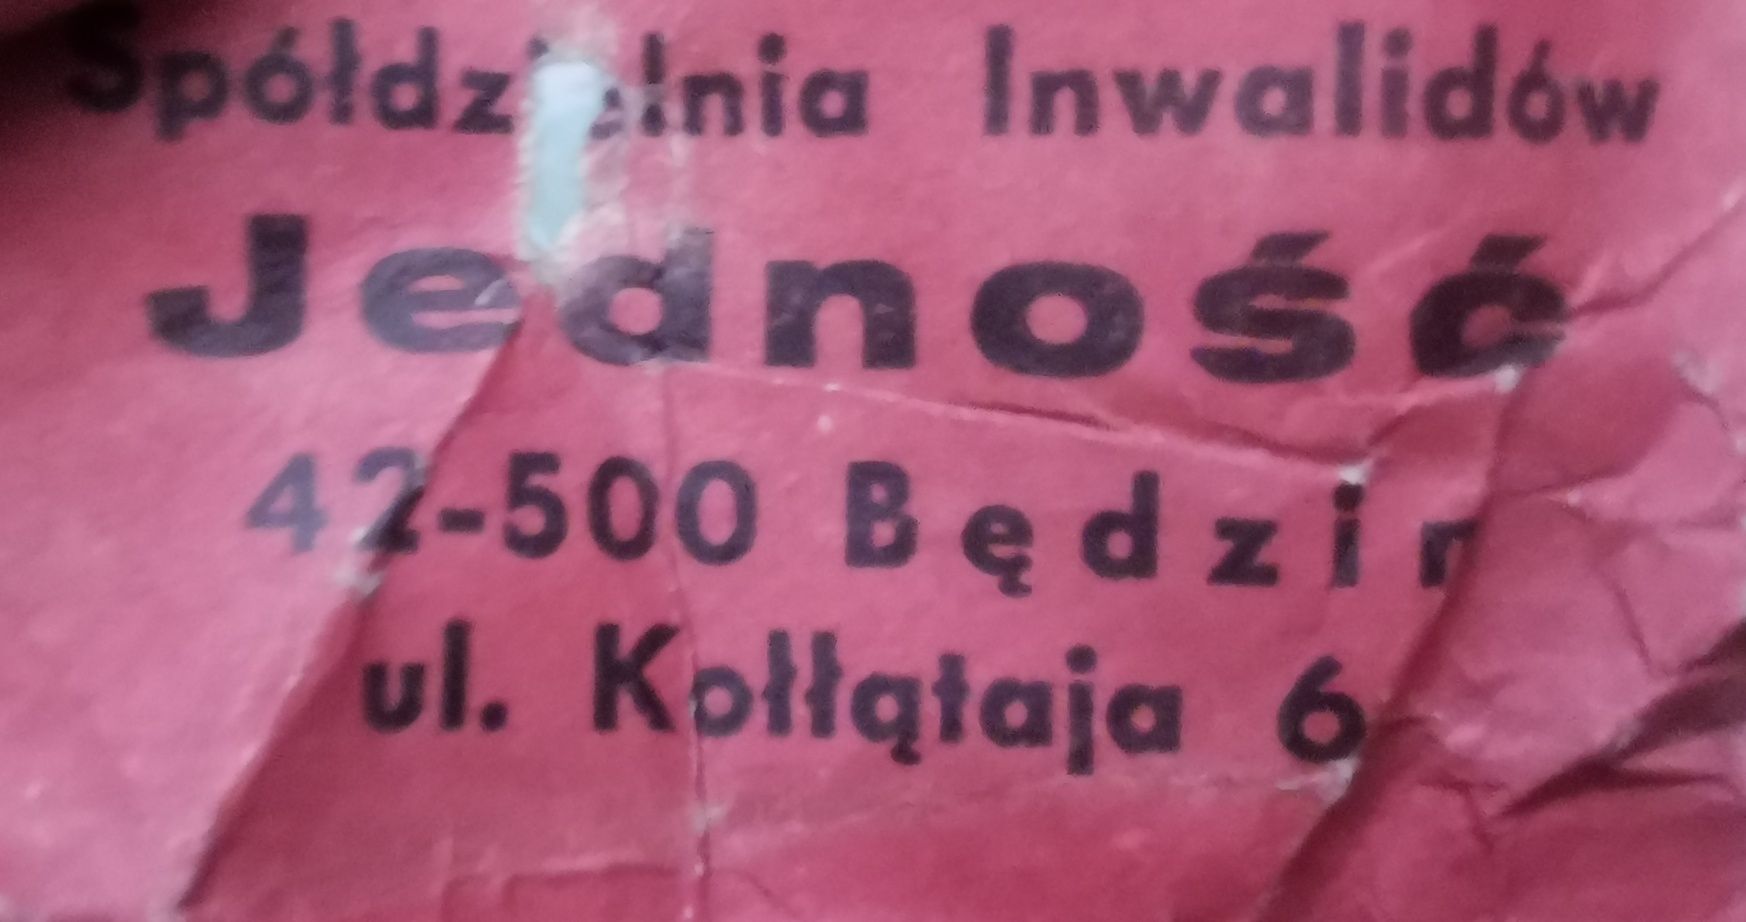 Spółdzielnia Inwalidów
Jedność
42-500 Będzin
ul. Kołłątaja 6